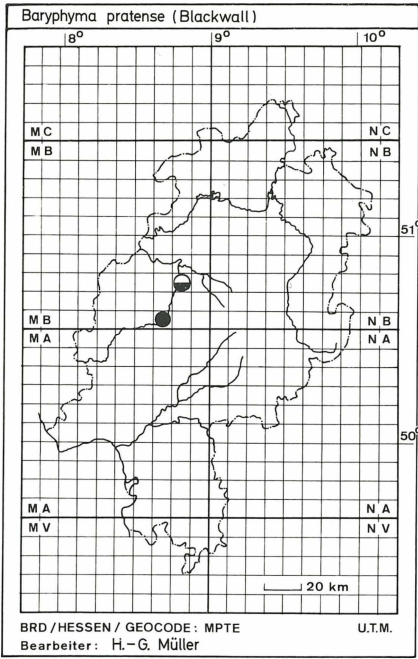 Baryphyma pratense (Blackwall)
8° 9° 10°
MC NC
MB NB
51°
MB NB
MA NA
50°
MA NA
MV NV
20 km
BRD / HESSEN / GEOCODE: MPTE U.T.M.
Bearbeiter: H.-G. Müller